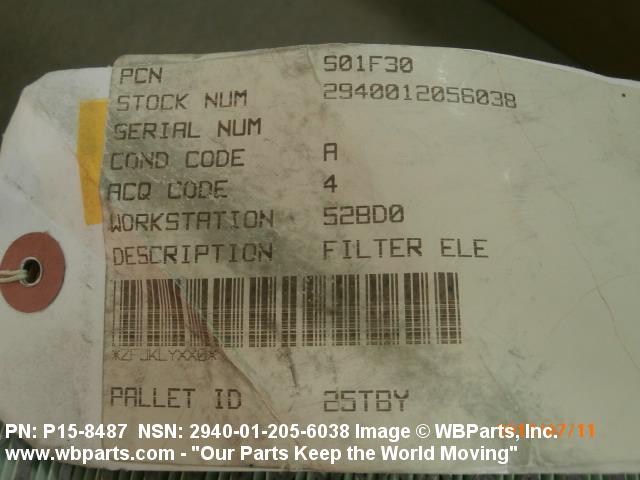 PCN S01F30
STOCK NUM 2940012056038
SERIAL NUM
COND CODE A
ACQ CODE 4
WORKSTATION 52BD0
DESCRIPTION FILTER ELE
*ZFJKLYXX0*
PALLET ID 25TBY
PN: P15-8487 NSN: 2940-01-205-6038 Image © WBParts, Inc.
www.wbparts.com - "Our Parts Keep the World Moving"